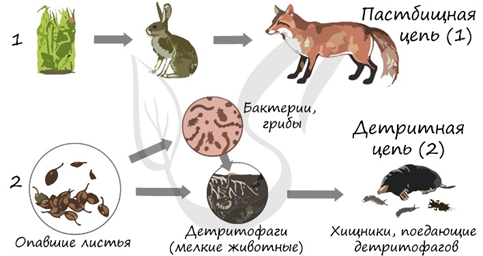 1
Пастбищная
цепь (1)
Бактерии,
грибы
Детритная
цепь (2)
2
Опавшие листья
Детритофаги
(мелкие животные)
Хищники, поедающие
детритофагов